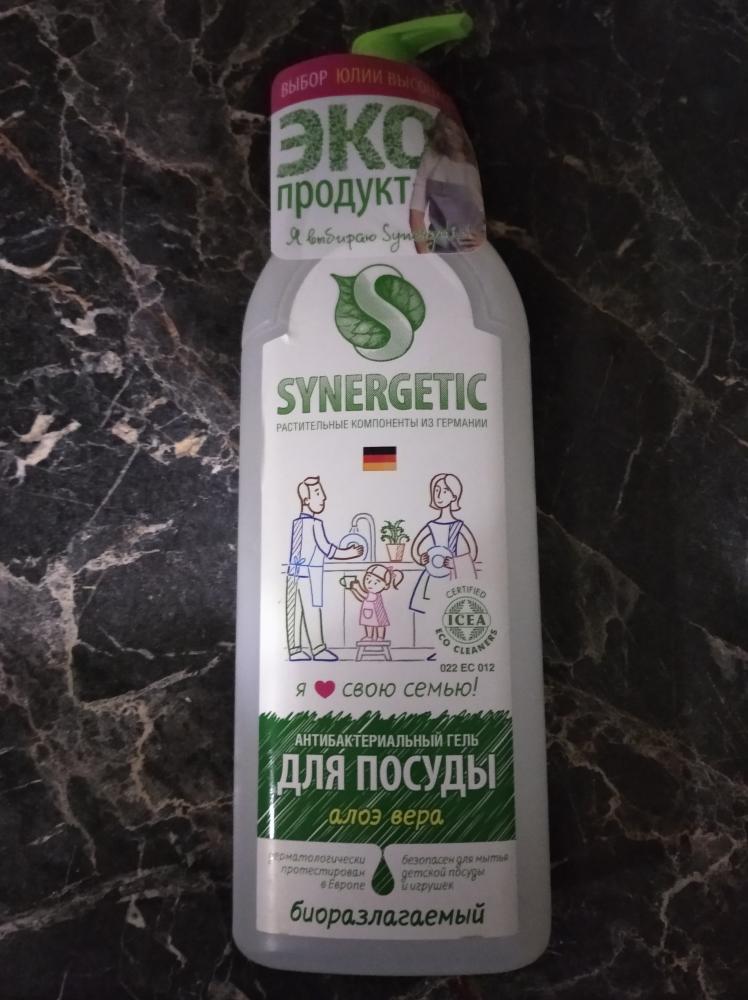 ВЫБОР ЮЛИИ
ЭКО
продукт
Я выбираю
SYNERGETIC
РАСТИТЕЛЬНЫЕ КОМПОНЕНТЫ ИЗ ГЕРМАНИИ
CERTIFIED
ICEA
ECO CLEANERS
022 EC 012
я свою семью!
АНТИБАКТЕРИАЛЬНЫЙ ГЕЛЬ
ДЛЯ ПОСУДЫ
алоэ вера
дерматологически
протестирован
в Европе
безопасен для мытья
детской посуды
и игрушек
биоразлагаемый